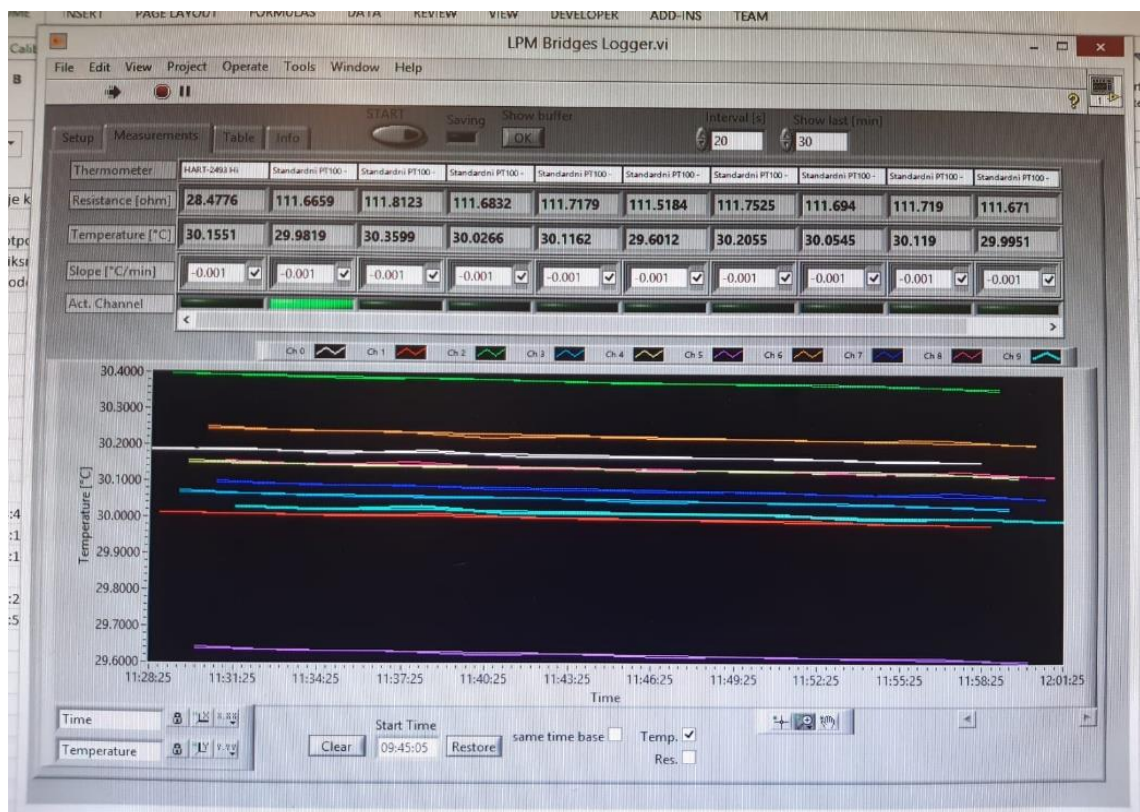 INSERT PAGE LAYOUT FORMULAS DATA REVIEW VIEW DEVELOPER ADD-INS TEAM
LPM Bridges Logger.vi
File Edit View Project Operate Tools Window Help
START Saving Show buffer Interval [s] Show last [min]
Setup Measurements Table Info OK 20 30
Thermometer HART-2493 Hi Standardni PT100 - Standardni PT100 - Standardni PT100 - Standardni PT100 - Standardni PT100 - Standardni PT100 - Standardni PT100 - Standardni PT100 - Standardni PT100 -
Resistance [ohm] 28.4776 111.6659 111.8123 111.6832 111.7179 111.5184 111.7525 111.694 111.719 111.671
Temperature [°C] 30.1551 29.9819 30.3599 30.0266 30.1162 29.6012 30.2055 30.0545 30.119 29.9951
Slope [°C/min] -0.001 -0.001 -0.001 -0.001 -0.001 -0.001 -0.001 -0.001 -0.001 -0.001
Act. Channel
Ch 0 Ch 1 Ch 2 Ch 3 Ch 4 Ch 5 Ch 6 Ch 7 Ch 8 Ch 9
30.4000
30.3000
30.2000
30.1000
30.0000
29.9000
29.8000
29.7000
29.6000
Temperature [°C]
11:28:25 11:31:25 11:34:25 11:37:25 11:40:25 11:43:25 11:46:25 11:49:25 11:52:25 11:55:25 11:58:25 12:01:25
Time
Time
Temperature
Start Time
Clear 09:45:05 Restore same time base Temp.
Res.